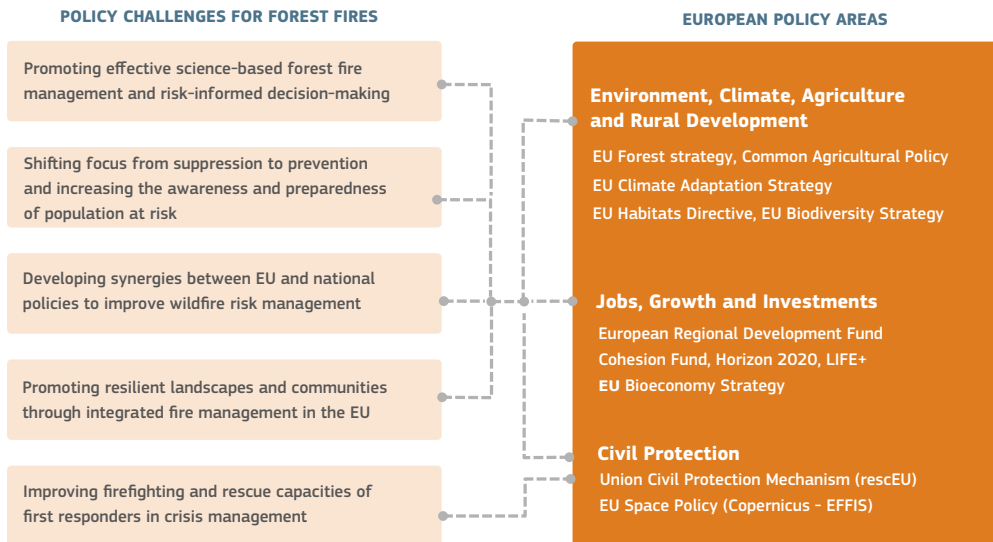 POLICY CHALLENGES FOR FOREST FIRES
Promoting effective science-based forest fire
management and risk-informed decision-making
Shifting focus from suppression to prevention
and increasing the awareness and preparedness
of population at risk
Developing synergies between EU and national
policies to improve wildfire risk management
Promoting resilient landscapes and communities
through integrated fire management in the EU
Improving firefighting and rescue capacities of
first responders in crisis management
EUROPEAN POLICY AREAS
Environment, Climate, Agriculture
and Rural Development
EU Forest strategy, Common Agricultural Policy
EU Climate Adaptation Strategy
EU Habitats Directive, EU Biodiversity Strategy
Jobs, Growth and Investments
European Regional Development Fund
Cohesion Fund, Horizon 2020, LIFE+
EU Bioeconomy Strategy
Civil Protection
Union Civil Protection Mechanism (rescEU)
EU Space Policy (Copernicus - EFFIS)